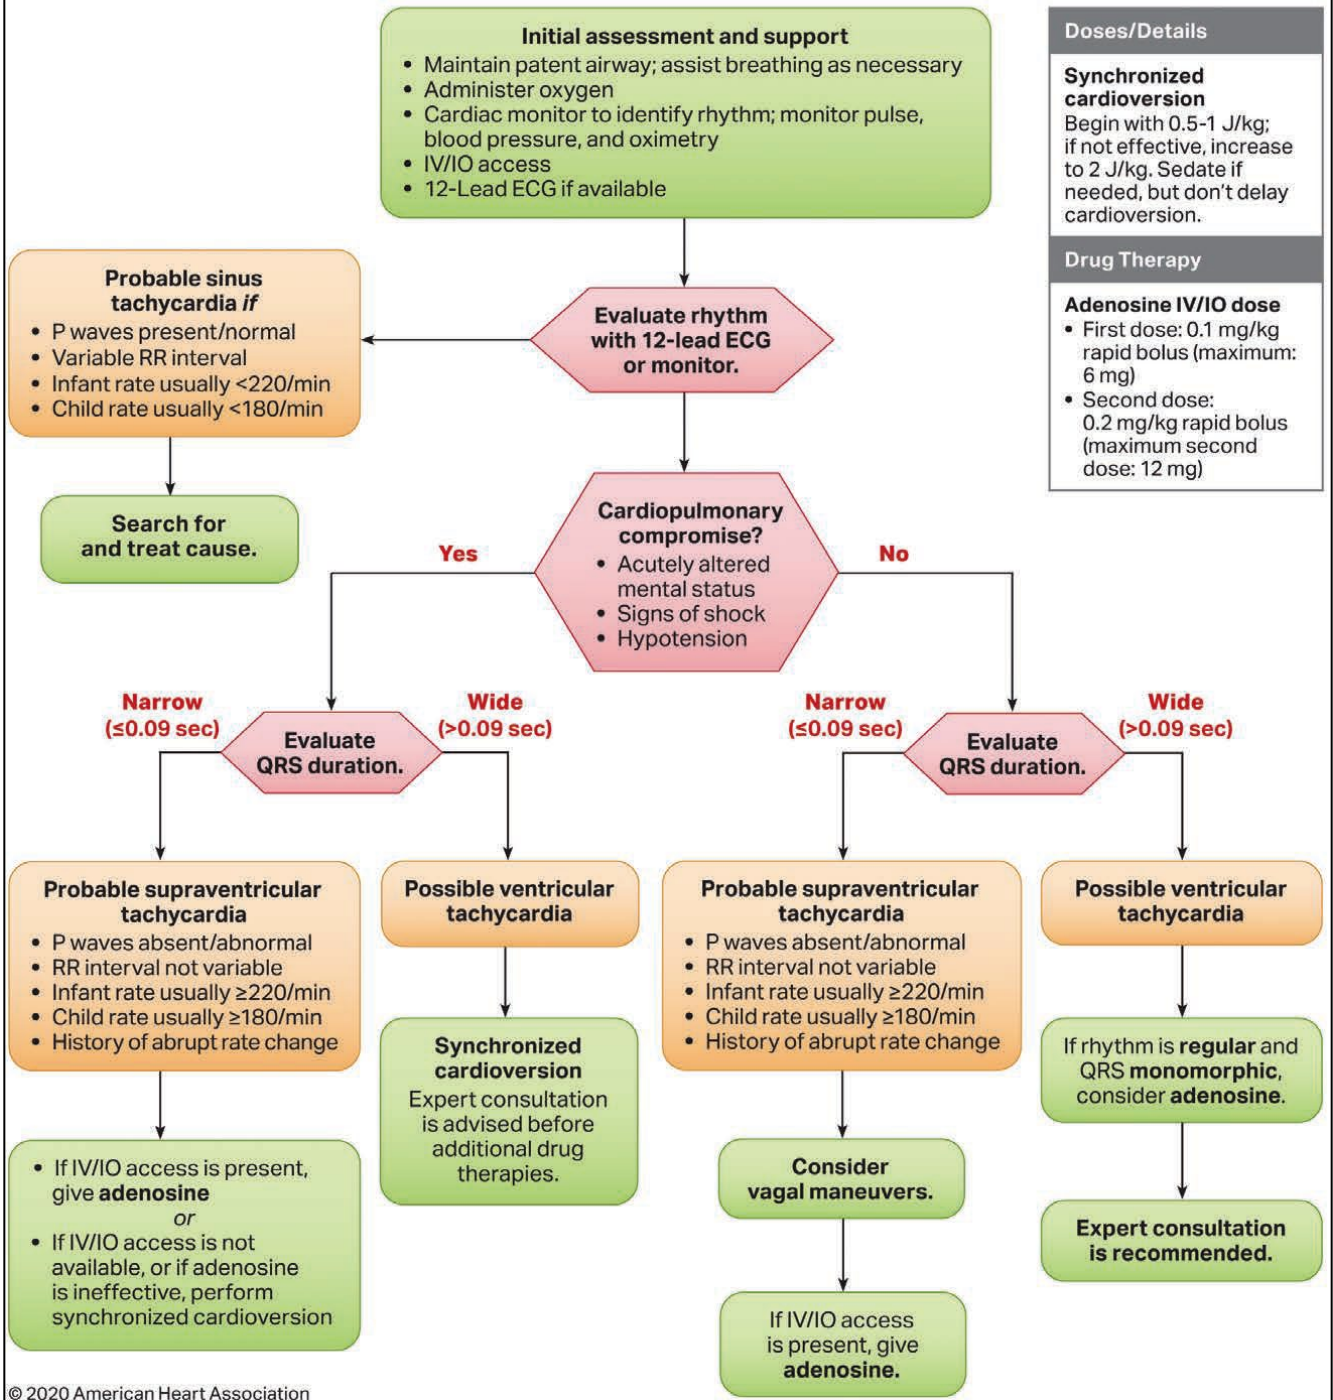 Initial assessment and support
• Maintain patent airway; assist breathing as necessary
• Administer oxygen
• Cardiac monitor to identify rhythm; monitor pulse,
blood pressure, and oximetry
• IV/IO access
• 12-Lead ECG if available
Doses/Details
Synchronized
cardioversion
Begin with 0.5-1 J/kg;
if not effective, increase
to 2 J/kg. Sedate if
needed, but don't delay
cardioversion.
Drug Therapy
Adenosine IV/IO dose
• First dose: 0.1 mg/kg
rapid bolus (maximum:
6 mg)
• Second dose:
0.2 mg/kg rapid bolus
(maximum second
dose: 12 mg)
Evaluate rhythm
with 12-lead ECG
or monitor.
Probable sinus
tachycardia if
• P waves present/normal
• Variable RR interval
• Infant rate usually <220/min
• Child rate usually <180/min
Search for
and treat cause.
Cardiopulmonary
compromise?
• Acutely altered
mental status
• Signs of shock
• Hypotension
Yes
No
Narrow
(≤0.09 sec)
Evaluate
QRS duration.
Wide
(>0.09 sec)
Narrow
(≤0.09 sec)
Evaluate
QRS duration.
Wide
(>0.09 sec)
Probable supraventricular
tachycardia
• P waves absent/abnormal
• RR interval not variable
• Infant rate usually ≥220/min
• Child rate usually ≥180/min
• History of abrupt rate change
• If IV/IO access is present,
give adenosine
or
• If IV/IO access is not
available, or if adenosine
is ineffective, perform
synchronized cardioversion
Possible ventricular
tachycardia
Synchronized
cardioversion
Expert consultation
is advised before
additional drug
therapies.
Probable supraventricular
tachycardia
• P waves absent/abnormal
• RR interval not variable
• Infant rate usually ≥220/min
• Child rate usually ≥180/min
• History of abrupt rate change
Consider
vagal maneuvers.
If IV/IO access
is present, give
adenosine.
Possible ventricular
tachycardia
If rhythm is regular and
QRS monomorphic,
consider adenosine.
Expert consultation
is recommended.
© 2020 American Heart Association